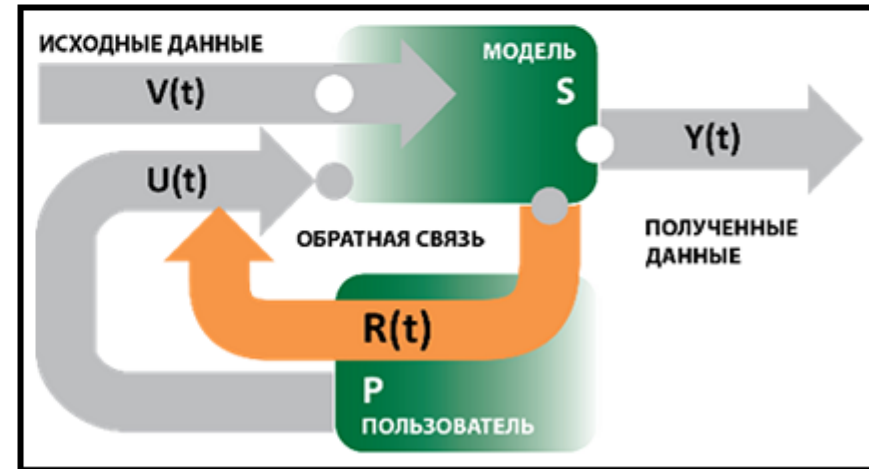 ИСХОДНЫЕ ДАННЫЕ
V(t)
МОДЕЛЬ
S
Y(t)
U(t)
ОБРАТНАЯ СВЯЗЬ
ПОЛУЧЕННЫЕ
ДАННЫЕ
R(t)
P
ПОЛЬЗОВАТЕЛЬ